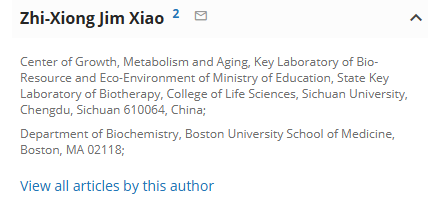 Zhi-Xiong Jim Xiao 2
Center of Growth, Metabolism and Aging, Key Laboratory of Bio-
Resource and Eco-Environment of Ministry of Education, State Key
Laboratory of Biotherapy, College of Life Sciences, Sichuan University,
Chengdu, Sichuan 610064, China;
Department of Biochemistry, Boston University School of Medicine,
Boston, MA 02118;
View all articles by this author